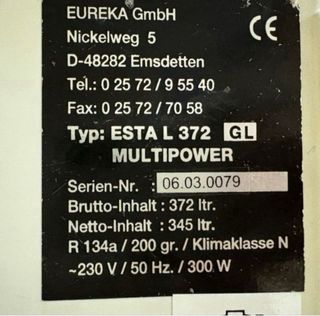 EUREKA GmbH
Nickelweg 5
D-48282 Emsdetten
Tel.: 0 25 72 / 9 55 40
Fax: 0 25 72 / 70 58
Typ: ESTA L 372 GL
MULTIPOWER
Serien-Nr. : 06.03.0079
Brutto-Inhalt : 372 ltr.
Netto-Inhalt : 345 ltr.
R 134a / 200 gr. / Klimaklasse N
~230 V / 50 Hz. / 300 W